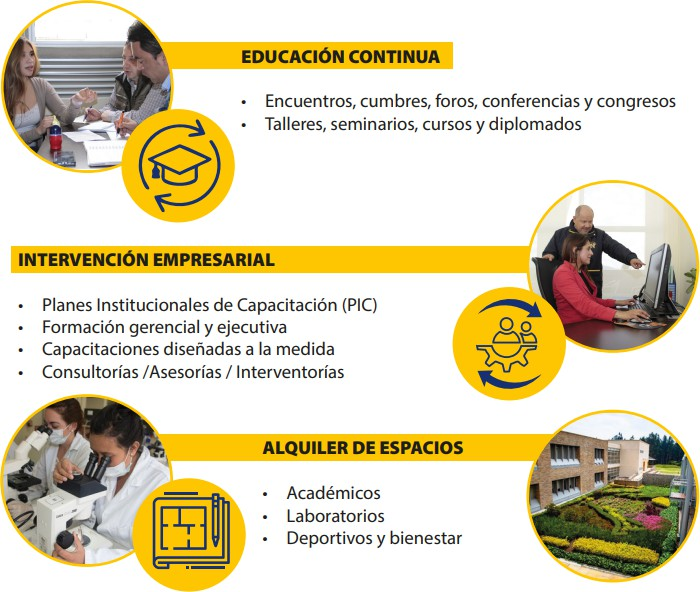 EDUCACIÓN CONTINUA
• Encuentros, cumbres, foros, conferencias y congresos
• Talleres, seminarios, cursos y diplomados
INTERVENCIÓN EMPRESARIAL
• Planes Institucionales de Capacitación (PIC)
• Formación gerencial y ejecutiva
• Capacitaciones diseñadas a la medida
• Consultorías /Asesorías / Interventorías
ALQUILER DE ESPACIOS
• Académicos
• Laboratorios
• Deportivos y bienestar